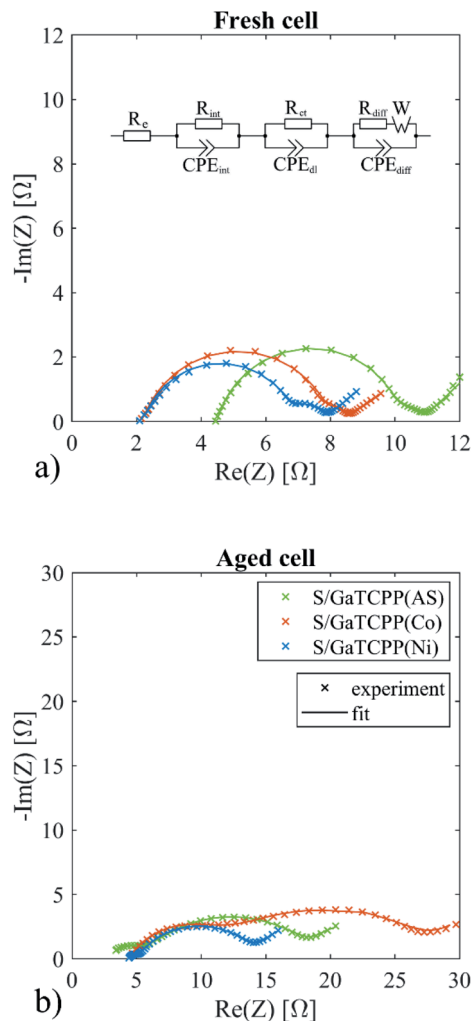 Fresh cell
12
10
8
6
4
2
0
-Im(Z) [Ω]
R_e
R_int
CPE_int
R_ct
CPE_dl
R_diff W
CPE_diff
0 2 4 6 8 10 12
Re(Z) [Ω]
a)
Aged cell
30
25
20
15
10
5
0
-Im(Z) [Ω]
S/GaTCPP(AS)
S/GaTCPP(Co)
S/GaTCPP(Ni)
experiment
fit
0 5 10 15 20 25 30
Re(Z) [Ω]
b)